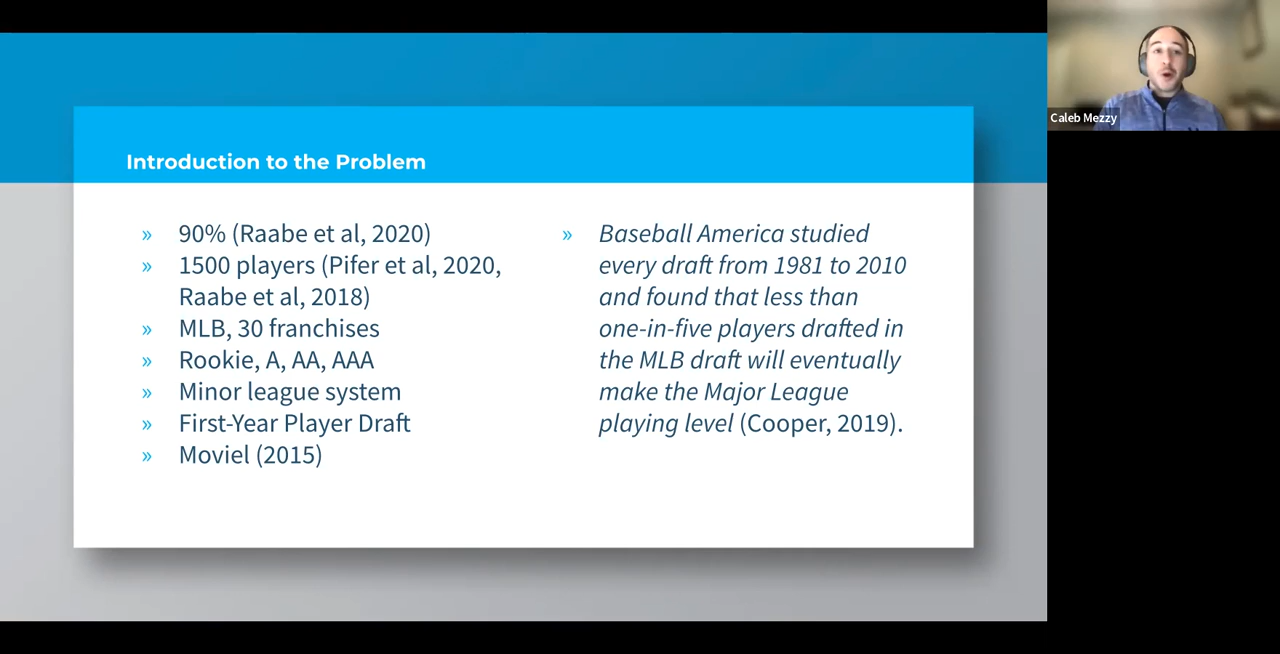 Introduction to the Problem
» 90% (Raabe et al, 2020)
» 1500 players (Pifer et al, 2020,
Raabe et al, 2018)
» MLB, 30 franchises
» Rookie, A, AA, AAA
» Minor league system
» First-Year Player Draft
» Moviel (2015)
» Baseball America studied
every draft from 1981 to 2010
and found that less than
one-in-five players drafted in
the MLB draft will eventually
make the Major League
playing level (Cooper, 2019).
Caleb Mezzy